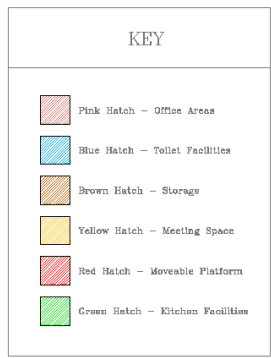 KEY
Pink Hatch - Office Areas
Blue Hatch - Toilet Facilities
Brown Hatch - Storage
Yellow Hatch - Meeting Space
Red Hatch - Moveable Platform
Green Hatch - Kitchen Facilities